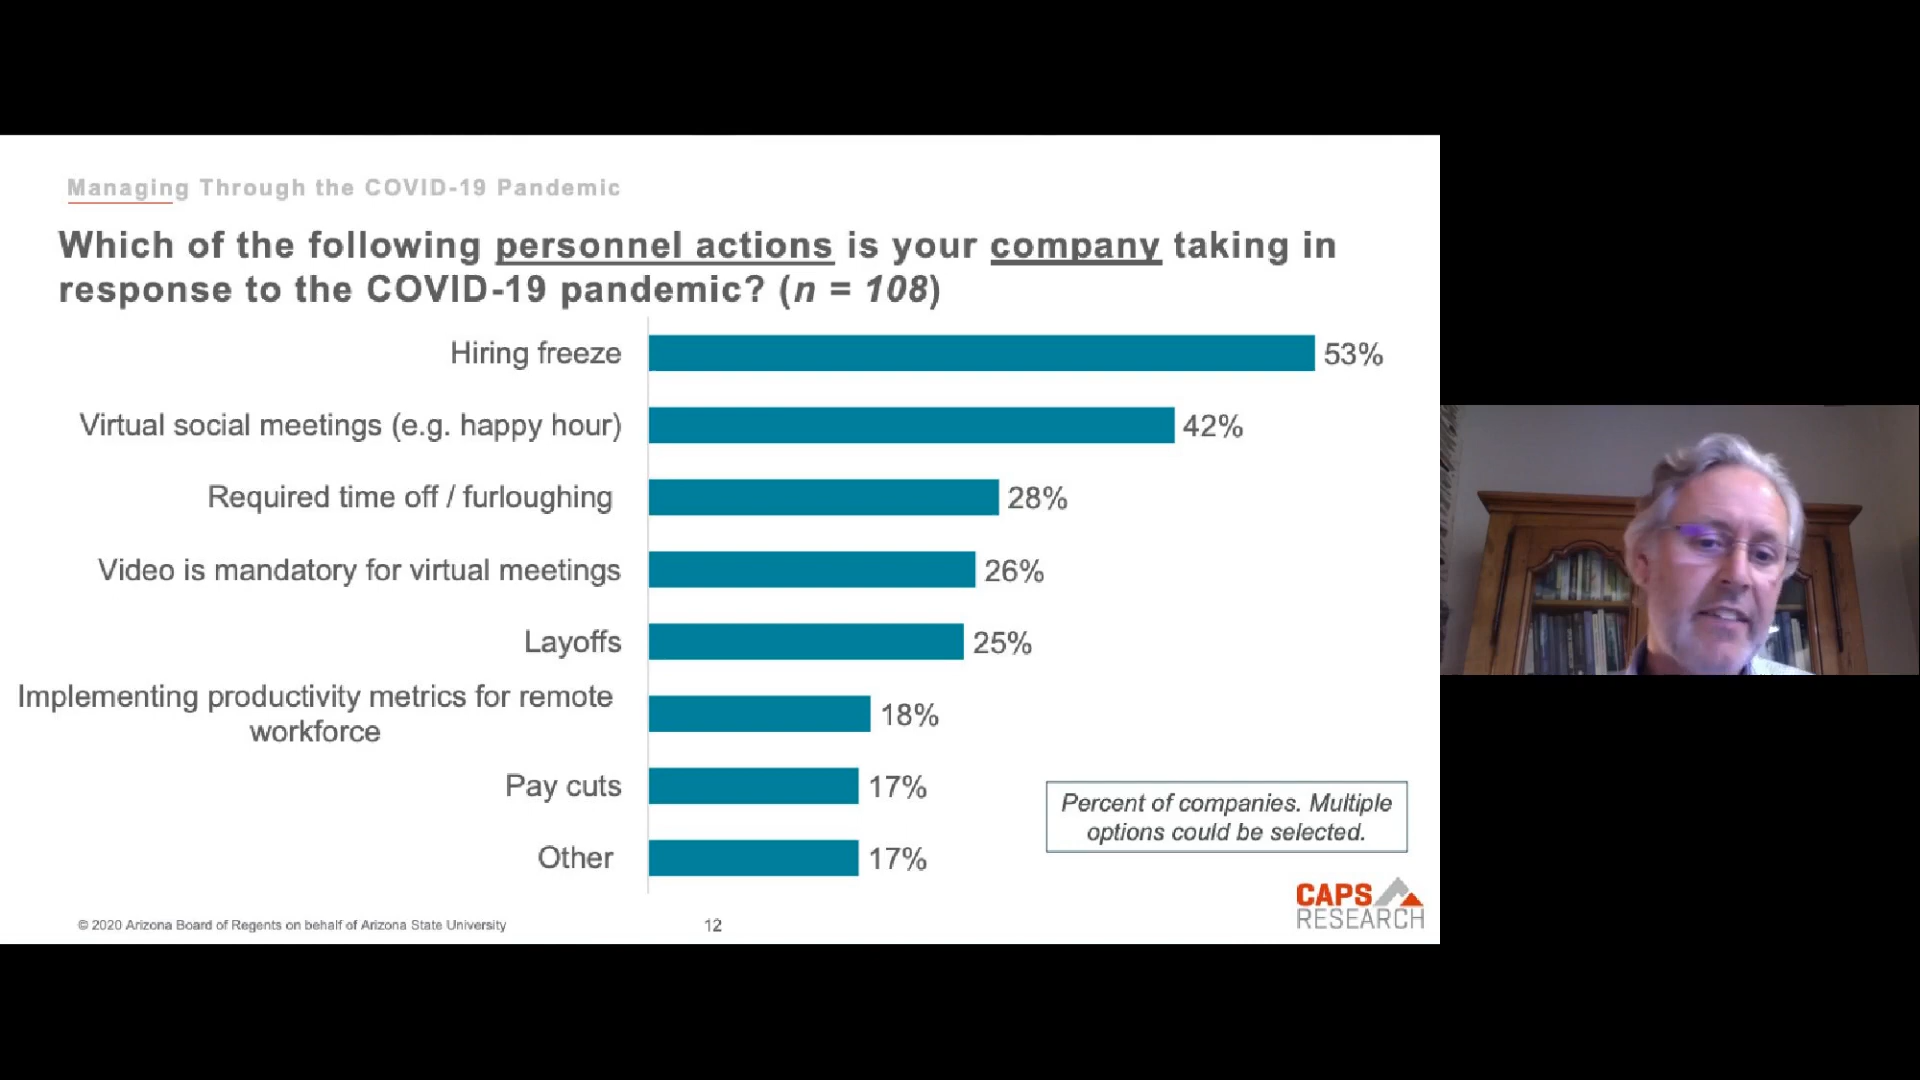 Managing Through the COVID-19 Pandemic
Which of the following personnel actions is your company taking in
response to the COVID-19 pandemic? (n = 108)
Hiring freeze 53%
Virtual social meetings (e.g. happy hour) 42%
Required time off / furloughing 28%
Video is mandatory for virtual meetings 26%
Layoffs 25%
Implementing productivity metrics for remote
workforce 18%
Pay cuts 17%
Other 17%
Percent of companies. Multiple
options could be selected.
© 2020 Arizona Board of Regents on behalf of Arizona State University
12
CAPS
RESEARCH